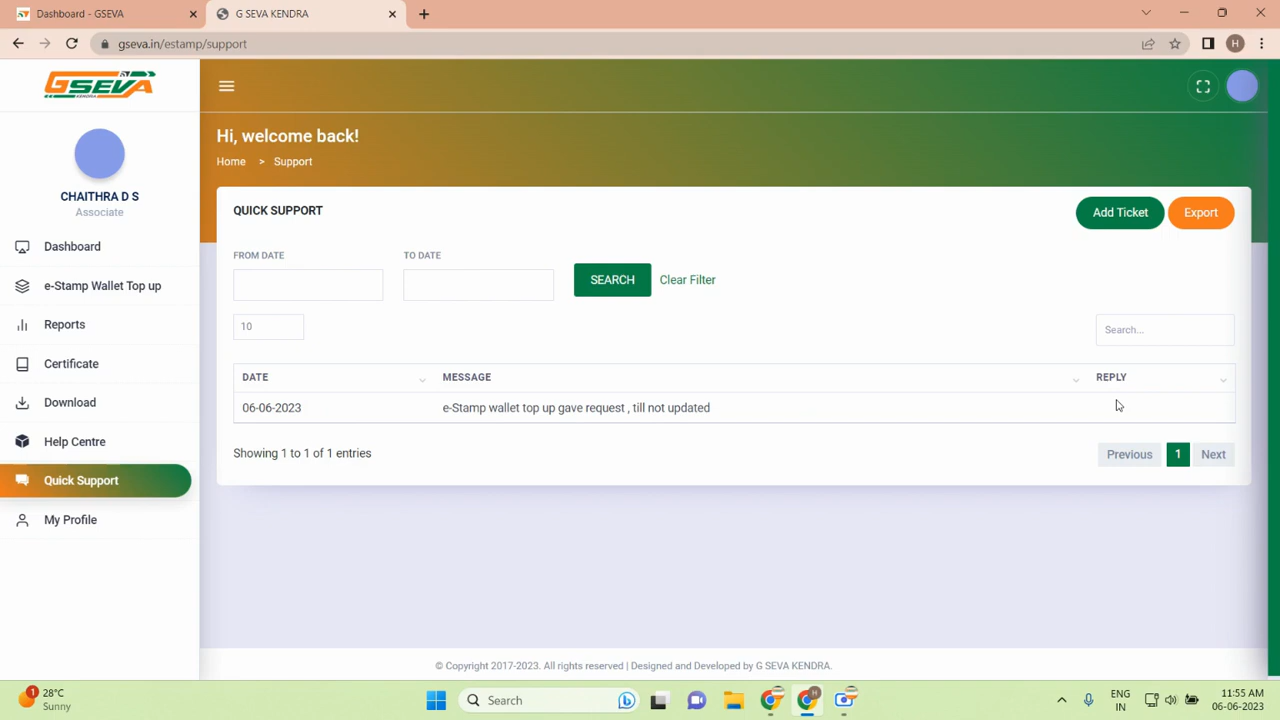 Dashboard - GSEVA
G SEVA KENDRA
gseva.in/estamp/support
H
GSEVA
KENDRA
Hi, welcome back!
Home > Support
CHAITHRA D S
Associate
Dashboard
e-Stamp Wallet Top up
Reports
Certificate
Download
Help Centre
Quick Support
My Profile
QUICK SUPPORT
Add Ticket
Export
FROM DATE
TO DATE
SEARCH
Clear Filter
10
Search...
DATE
MESSAGE
REPLY
06-06-2023
e-Stamp wallet top up gave request , till not updated
Showing 1 to 1 of 1 entries
Previous
1
Next
© Copyright 2017-2023. All rights reserved | Designed and Developed by G SEVA KENDRA.
1
28°C
Sunny
Search
H
ENG
IN
11:55 AM
06-06-2023